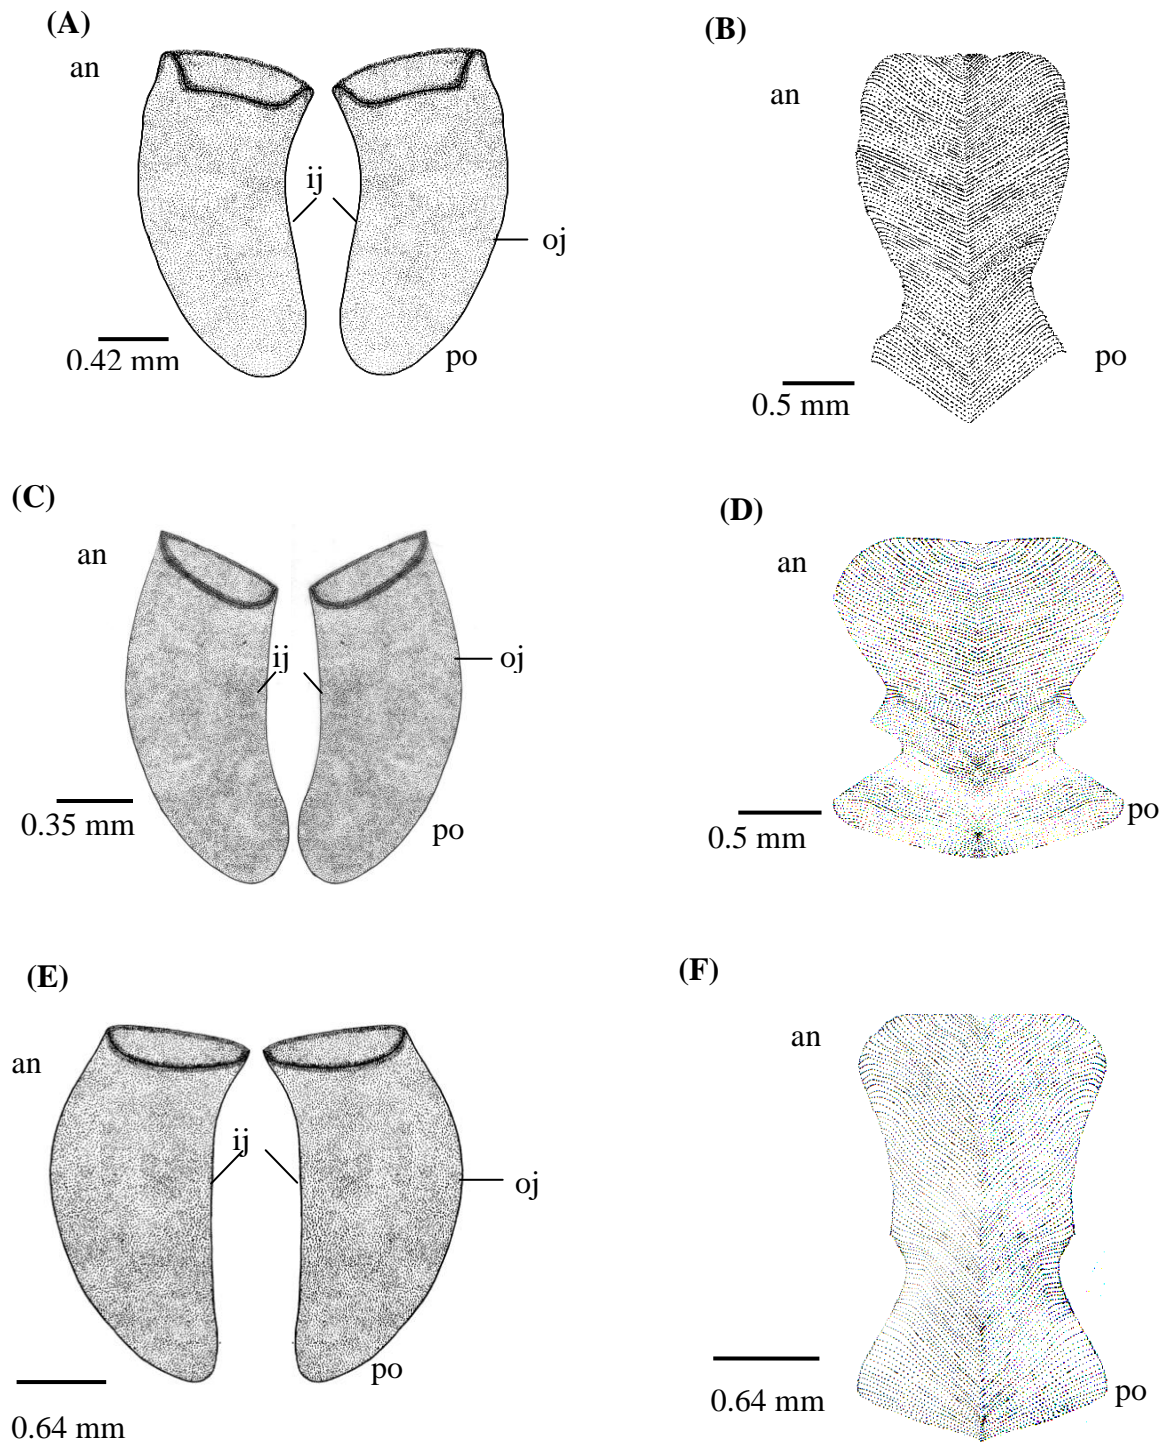 (A)
an
ij
oj
0.42 mm
po
(B)
an
po
0.5 mm
(C)
an
ij
oj
0.35 mm
po
(D)
an
po
0.5 mm
(E)
an
ij
oj
po
0.64 mm
(F)
an
po
0.64 mm